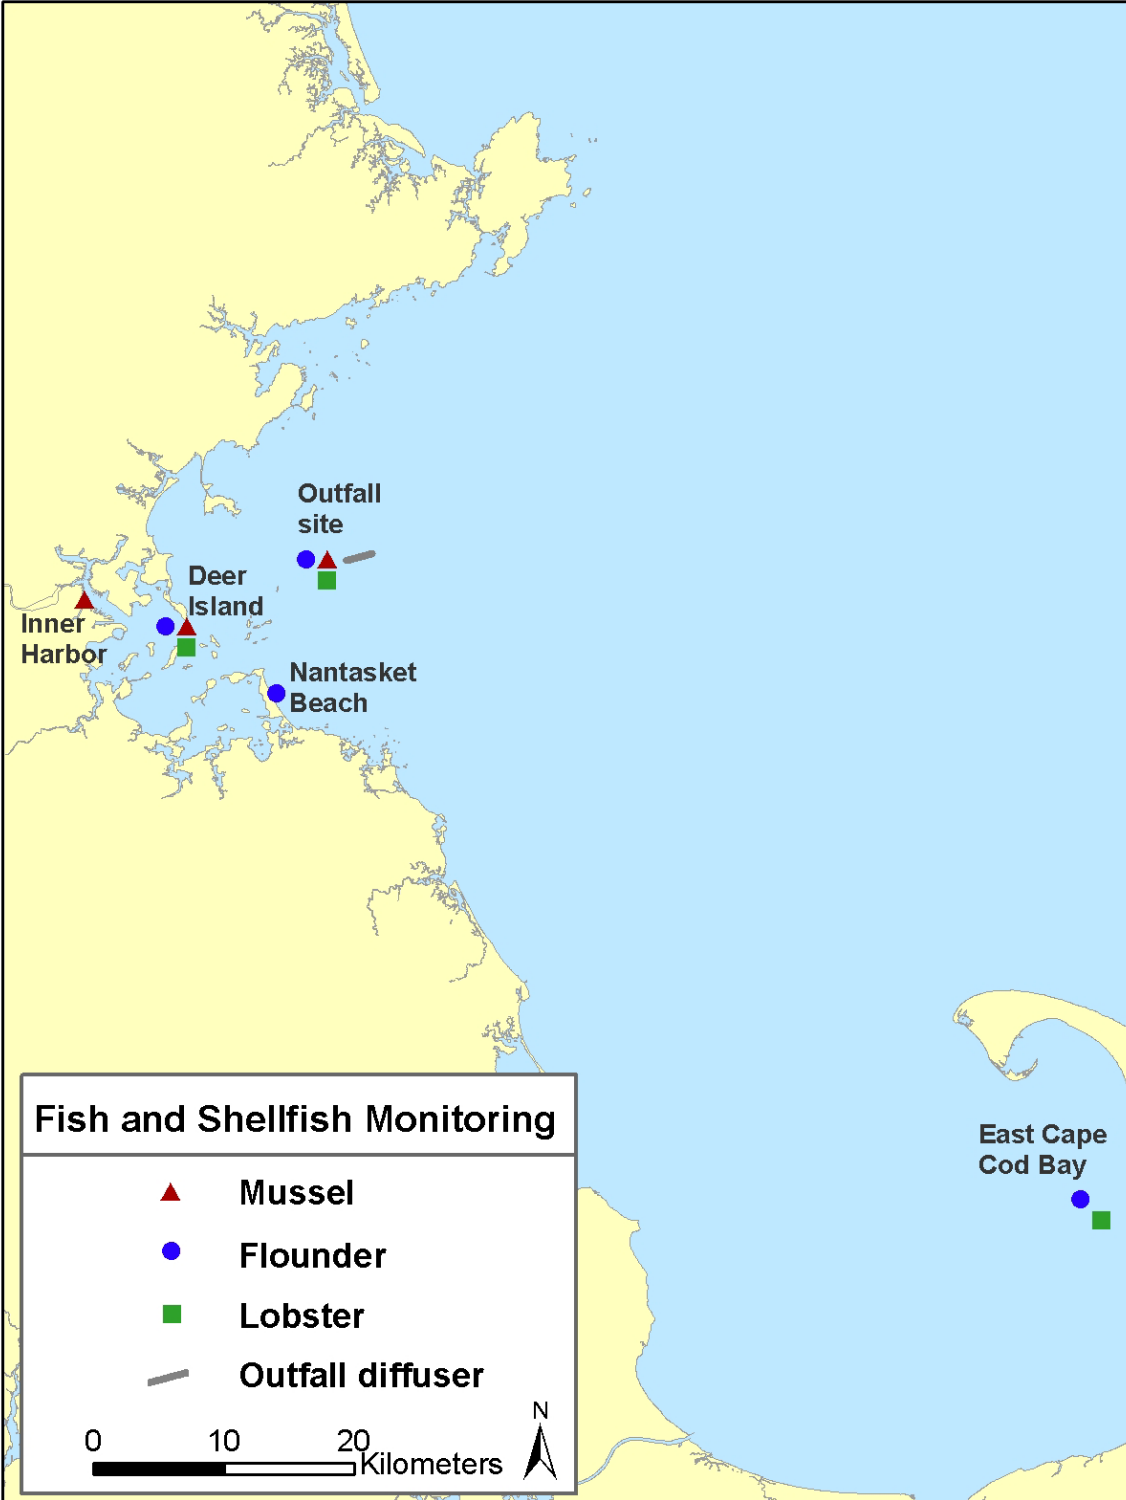 Outfall
site
Deer
Island
Inner
Harbor
Nantasket
Beach
East Cape
Cod Bay
Fish and Shellfish Monitoring
Mussel
Flounder
Lobster
Outfall diffuser
N
0 10 20
Kilometers